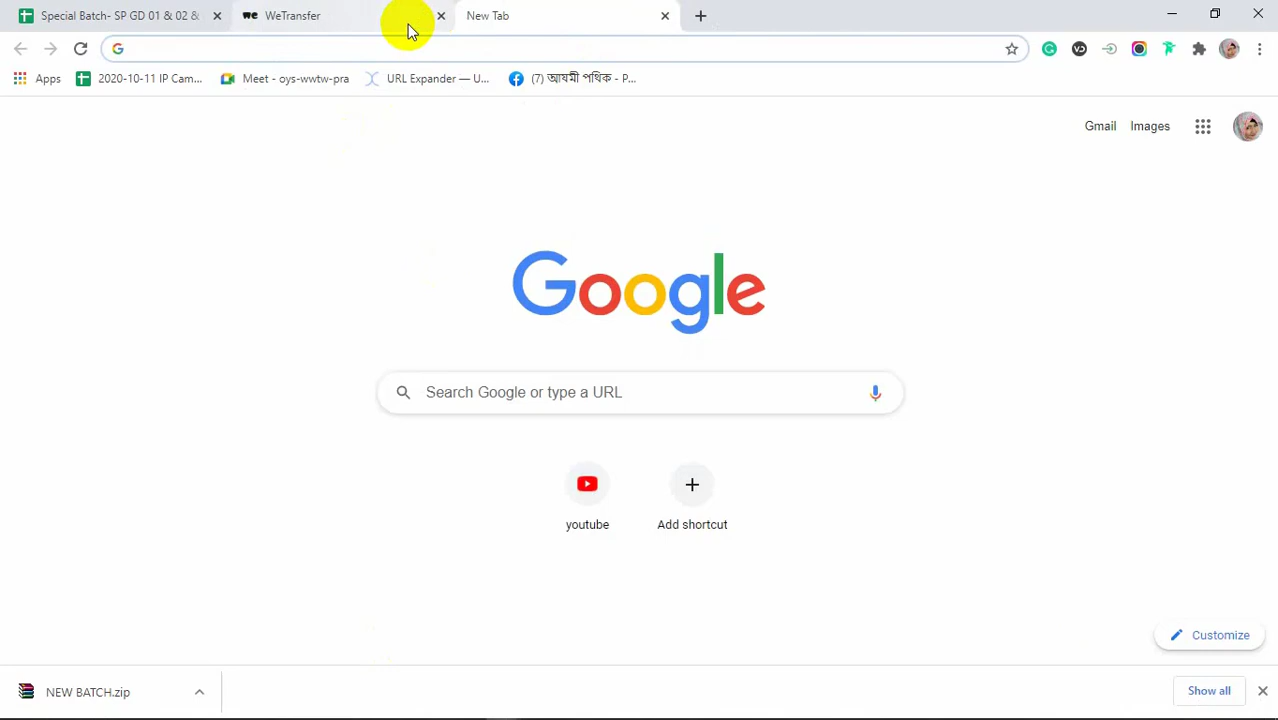 Special Batch- SP GD 01 & 02 &
WeTransfer
New Tab
Apps
2020-10-11 IP Cam...
Meet - oys-wwtw-pra
URL Expander — U...
(7) আযমী পথিক - P...
Gmail
Images
Google
Search Google or type a URL
youtube
Add shortcut
Customize
NEW BATCH.zip
Show all